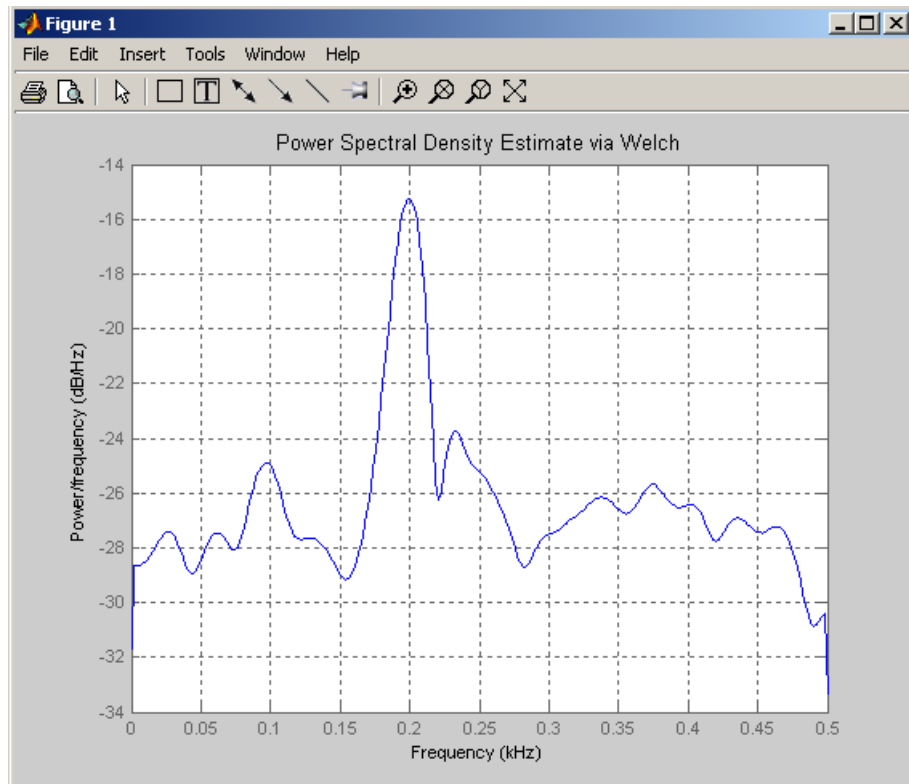 Figure 1
File Edit Insert Tools Window Help
T
Power Spectral Density Estimate via Welch
-14
-16
-18
-20
-22
-24
-26
-28
-30
-32
-34
Power/frequency (dB/Hz)
0 0.05 0.1 0.15 0.2 0.25 0.3 0.35 0.4 0.45 0.5
Frequency (kHz)